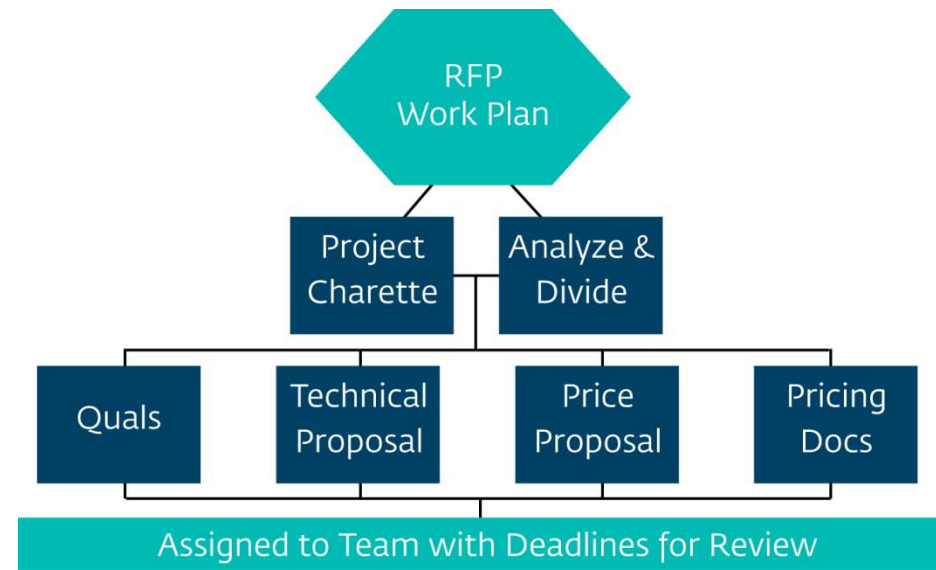 RFP
Work Plan
Project
Charette
Analyze &
Divide
Quals
Technical
Proposal
Price
Proposal
Pricing
Docs
Assigned to Team with Deadlines for Review